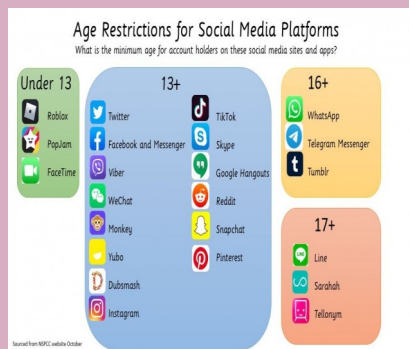 Age Restrictions for Social Media Platforms
What is the minimum age for account holders on these social media sites and apps?
Under 13
Roblox
PopJam
FaceTime
13+
Twitter
Facebook and Messenger
Viber
WeChat
Monkey
Yubo
Dubsmash
Instagram
TikTok
Skype
Google Hangouts
Reddit
Snapchat
Pinterest
16+
WhatsApp
Telegram Messenger
Tumblr
17+
LINE
Line
Sarahah
Tellonym
Sourced from NSPCC website October